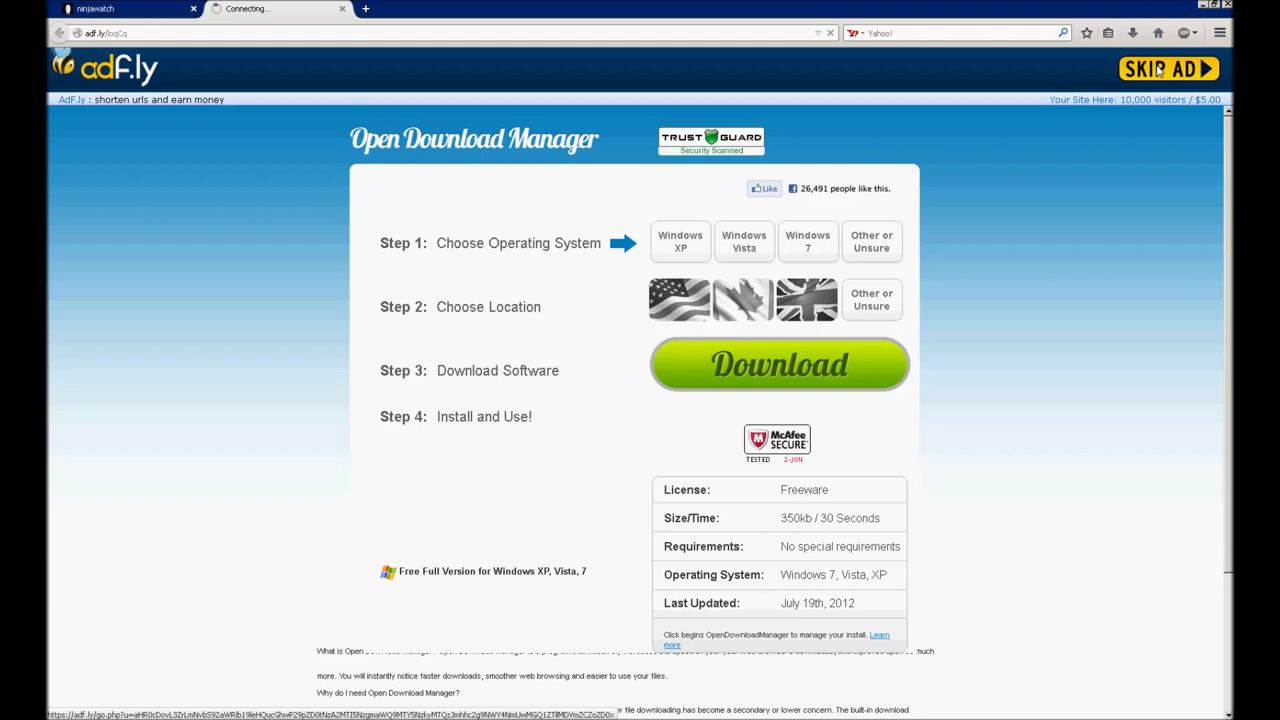 ninjawatch
Connecting...
adf.ly/loqCq
Yahoo!
adf.ly
SKIP AD
AdF.ly : shorten urls and earn money
Your Site Here: 10,000 visitors / $5.00
Open Download Manager
TRUST GUARD
Security Scanned
Like
26,491 people like this.
Step 1: Choose Operating System
Windows XP
Windows Vista
Windows 7
Other or Unsure
Step 2: Choose Location
Other or Unsure
Step 3: Download Software
Download
Step 4: Install and Use!
McAfee SECURE
TESTED 2-JUN
License: Freeware
Size/Time: 350kb / 30 Seconds
Requirements: No special requirements
Operating System: Windows 7, Vista, XP
Last Updated: July 19th, 2012
Free Full Version for Windows XP, Vista, 7
Click begins OpenDownloadManager to manage your install. Learn
more
What is Open
much
more. You will instantly notice faster downloads, smoother web browsing and easier to use your files.
Why do I need Open Download Manager?
file downloading has become a secondary or lower concern. The built-in download